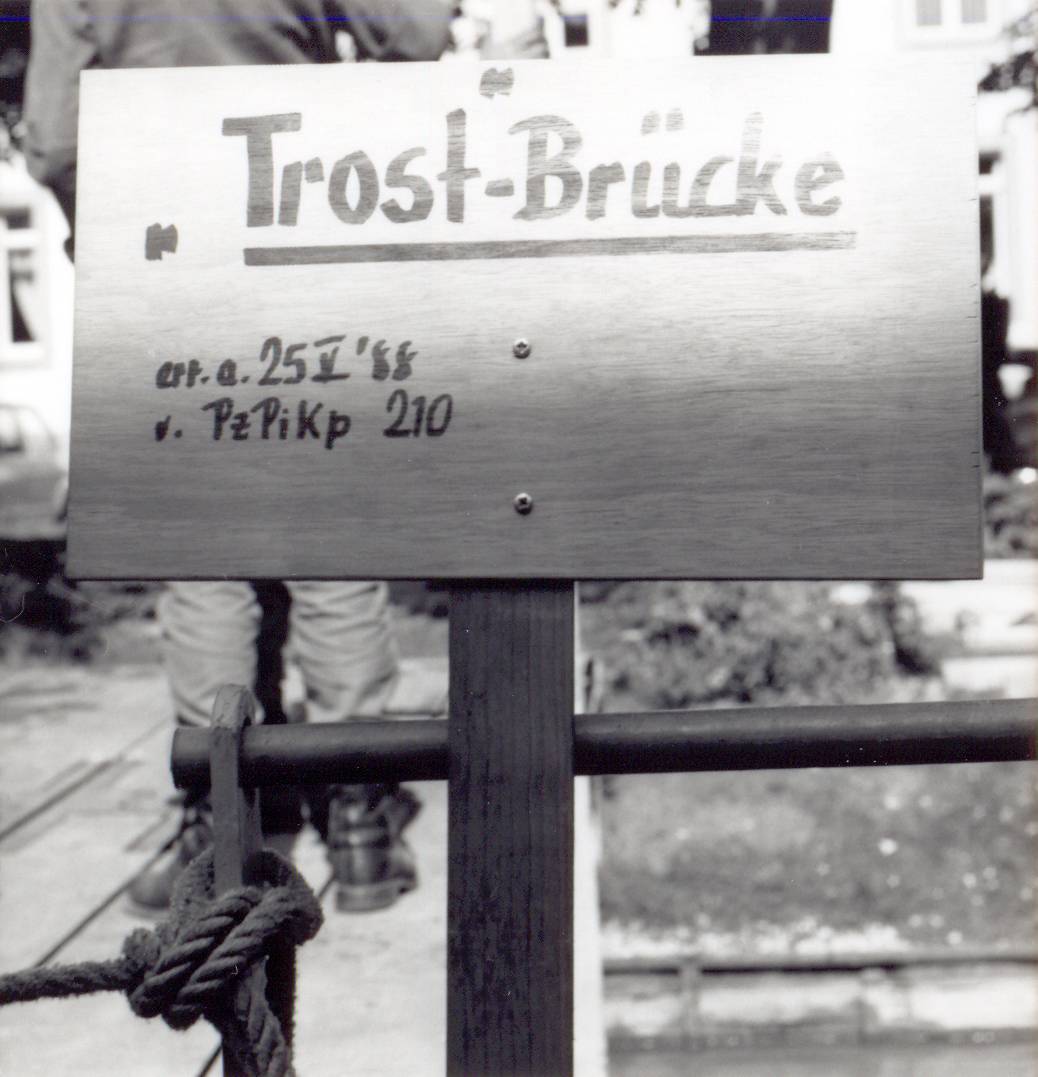 Trost-Brücke
err. a. 25 V '88
v. PzPiKp 210